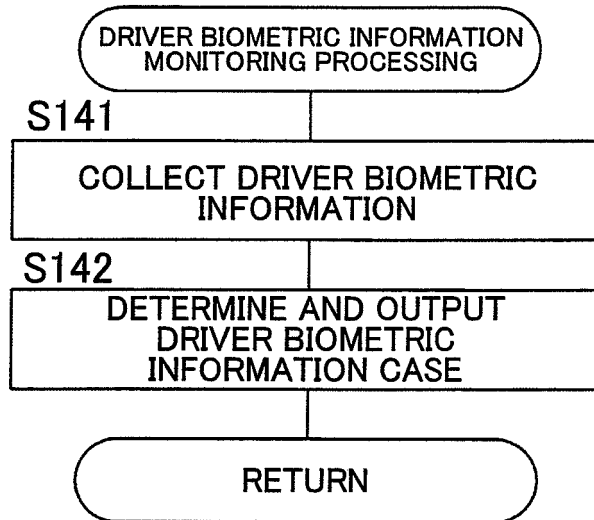 DRIVER BIOMETRIC INFORMATION
MONITORING PROCESSING
S141
COLLECT DRIVER BIOMETRIC
INFORMATION
S142
DETERMINE AND OUTPUT
DRIVER BIOMETRIC
INFORMATION CASE
RETURN